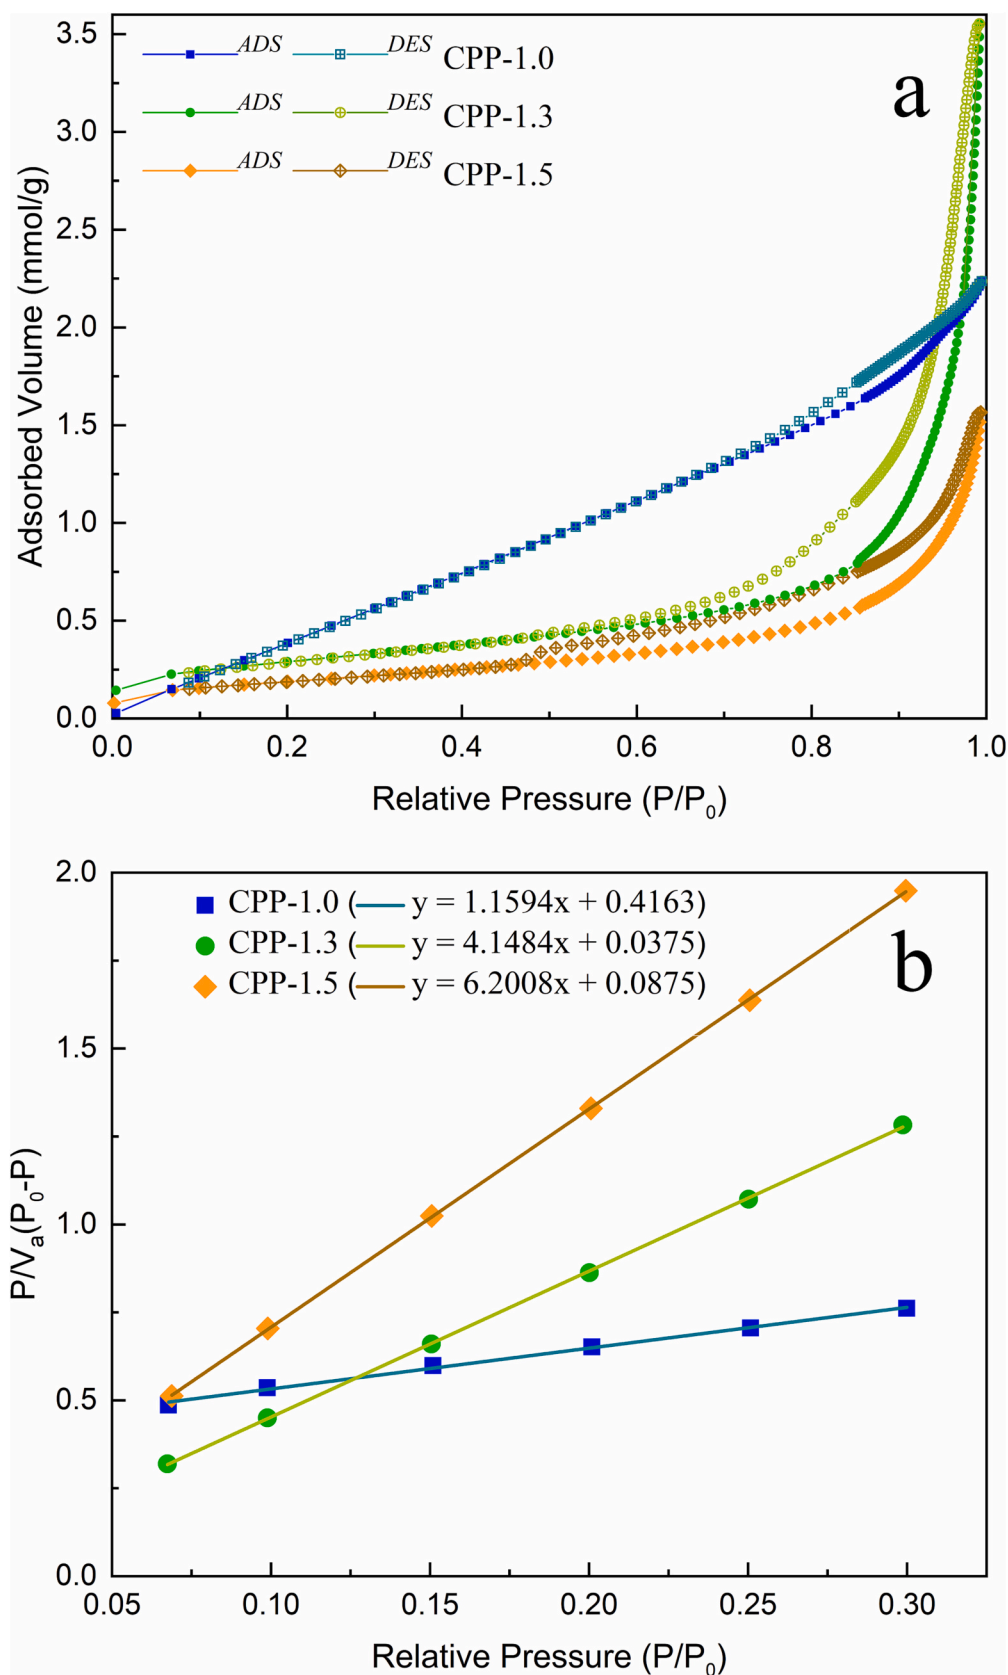 3.5
3.0
2.5
2.0
1.5
1.0
0.5
0.0
Adsorbed Volume (mmol/g)
ADS DES CPP-1.0
ADS DES CPP-1.3
ADS DES CPP-1.5
a
0.0 0.2 0.4 0.6 0.8 1.0
Relative Pressure (P/P₀)
2.0
1.5
1.0
0.5
0.0
P/Vₐ(P₀-P)
CPP-1.0 ( y = 1.1594x + 0.4163)
CPP-1.3 ( y = 4.1484x + 0.0375)
CPP-1.5 ( y = 6.2008x + 0.0875)
b
0.05 0.10 0.15 0.20 0.25 0.30
Relative Pressure (P/P₀)